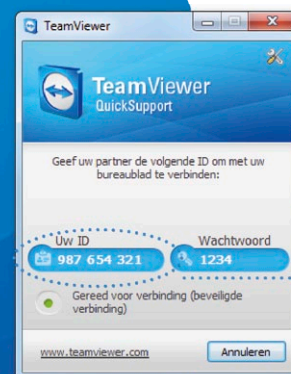 TeamViewer
TeamViewer
QuickSupport
Geef uw partner de volgende ID om met uw
bureaublad te verbinden:
Uw ID
Wachtwoord
987 654 321
1234
Gereed voor verbinding (beveiligde
verbinding)
www.teamviewer.com
Annuleren